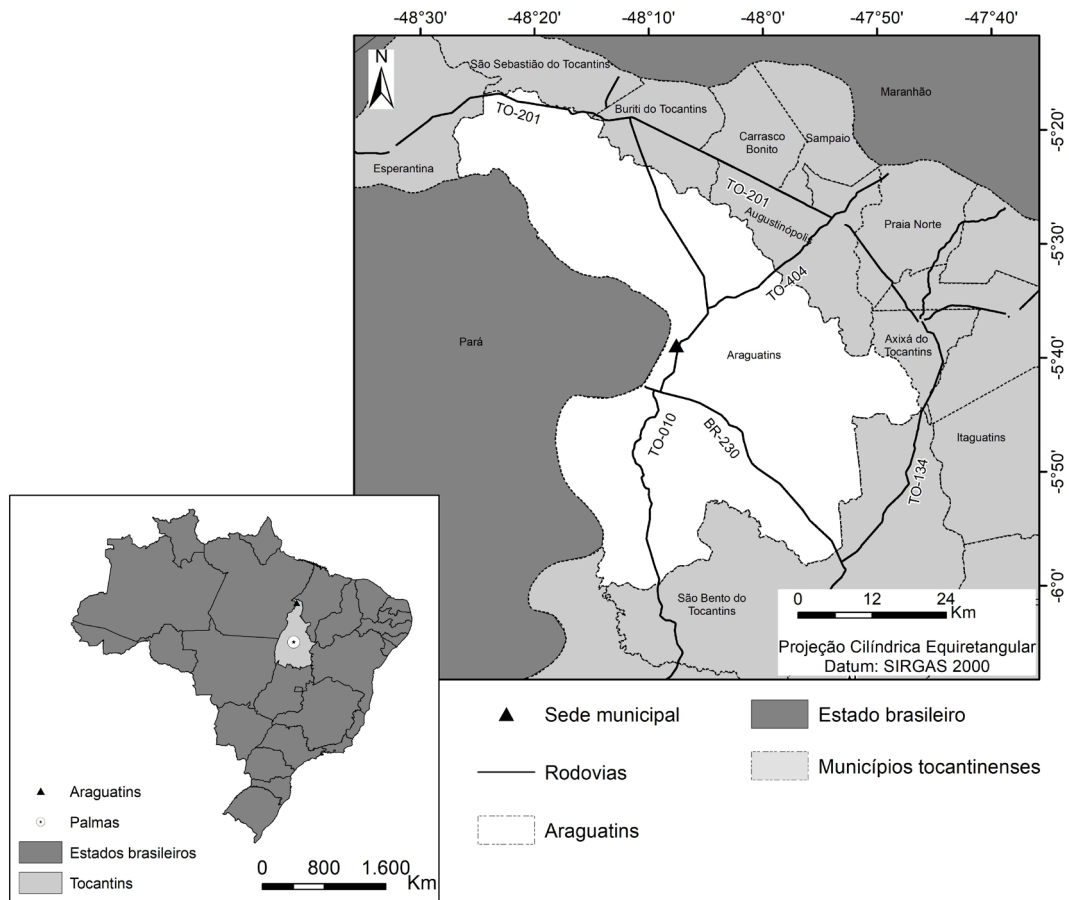 -48°30' -48°20' -48°10' -48°0' -47°50' -47°40'
N
São Sebastião do Tocantins
Maranhão
TO-201
Buriti do Tocantins
-5°20'
Carrasco
Bonito
Sampaio
Esperantina
TO-201
Augustinópolis
Praia Norte
-5°30'
TO-404
Pará
Araguatins
Axixá do
Tocantins
-5°40'
TO-010
BR-230
Itaguatins
TO-134
-5°50'
São Bento do
Tocantins
-6°0'
0 12 24
Km
Projeção Cilíndrica Equiretangular
Datum: SIRGAS 2000
Sede municipal
Estado brasileiro
Rodovias
Municípios tocantinenses
Araguatins
Araguatins
Palmas
Estados brasileiros
Tocantins
0 800 1.600
Km